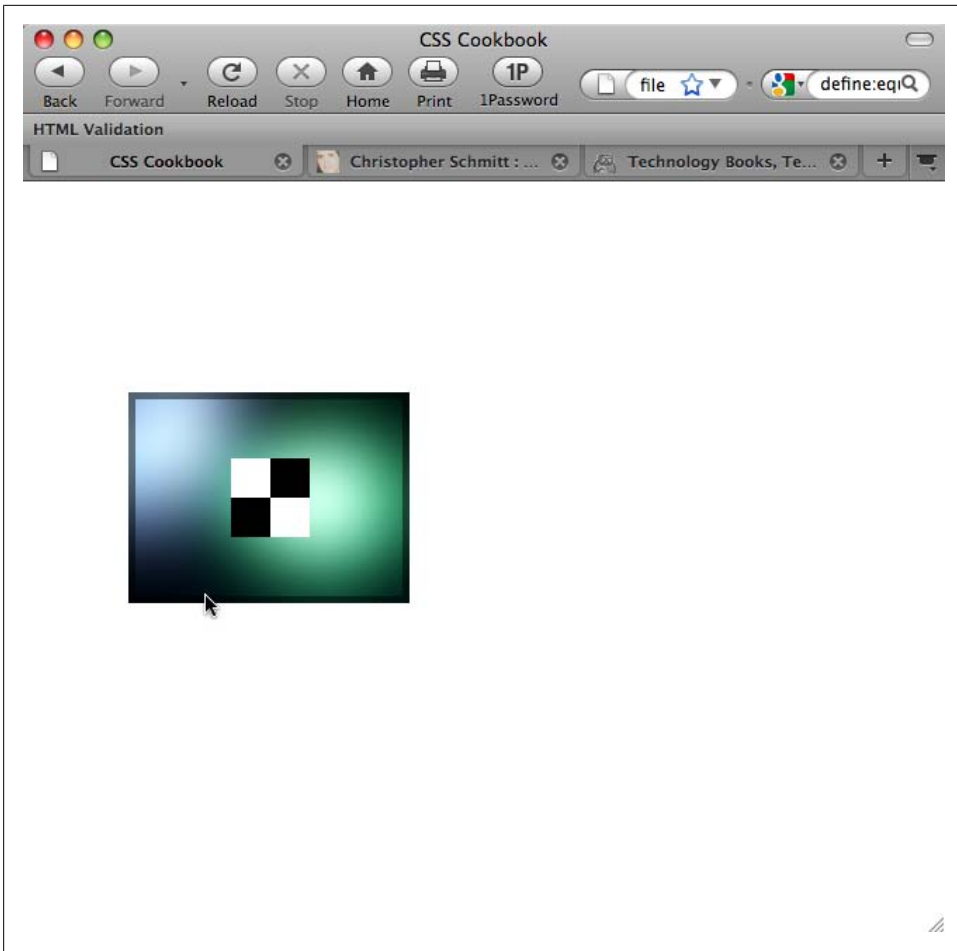 CSS Cookbook
1P
file
define:equ
Back Forward Reload Stop Home Print 1Password
HTML Validation
CSS Cookbook Christopher Schmitt : ... Technology Books, Te...